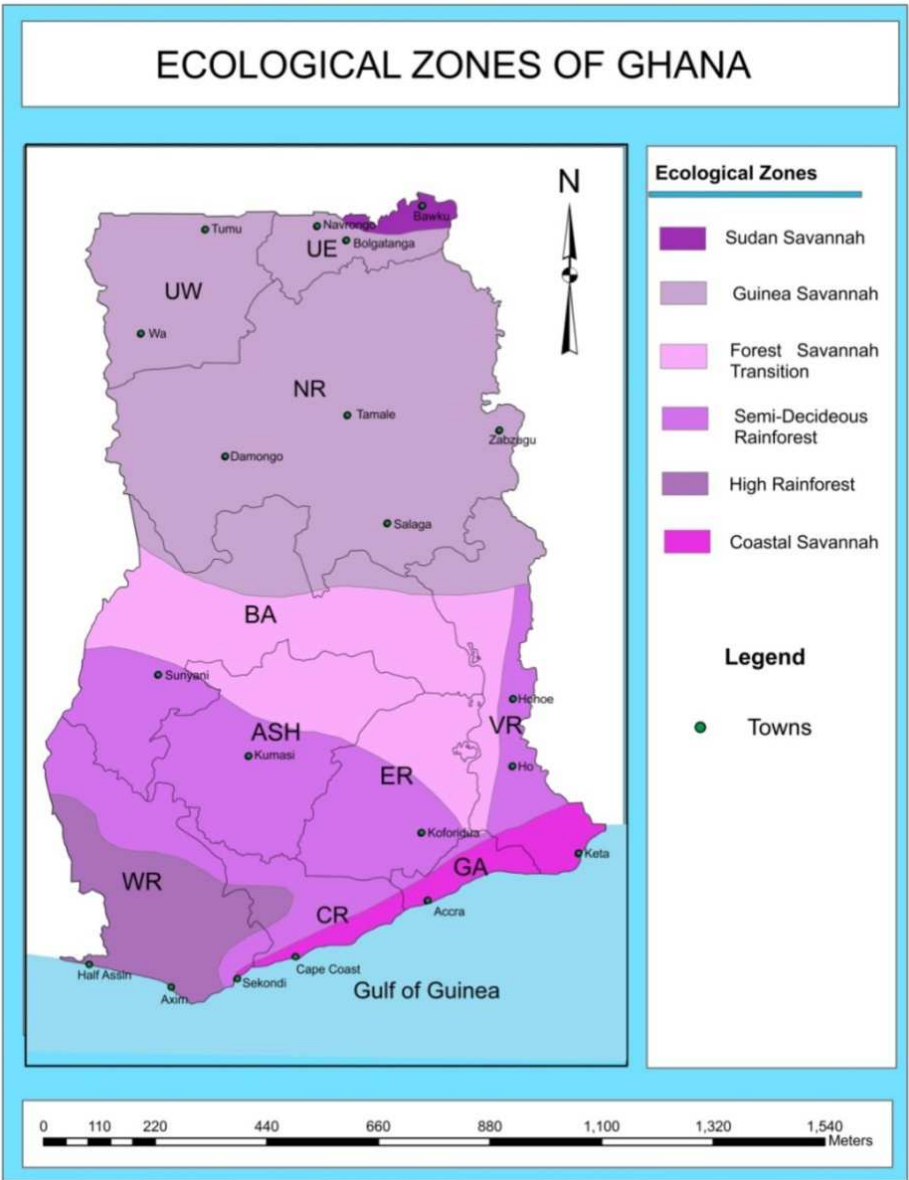 ECOLOGICAL ZONES OF GHANA
N
Ecological Zones
Sudan Savannah
Guinea Savannah
Forest Savannah
Transition
Semi-Decideous
Rainforest
High Rainforest
Coastal Savannah
Legend
Towns
Bawku
Tumu
Navrongo
UE
Bolgatanga
UW
Wa
NR
Tamale
Zabzagu
Damongo
Salaga
BA
Sunyani
Hohoe
VR
ASH
Kumasi
Ho
ER
Koforidua
Keta
GA
WR
CR
Accra
Cape Coast
Half Assin
Sekondi
Axim
Gulf of Guinea
0 110 220 440 660 880 1,100 1,320 1,540
Meters